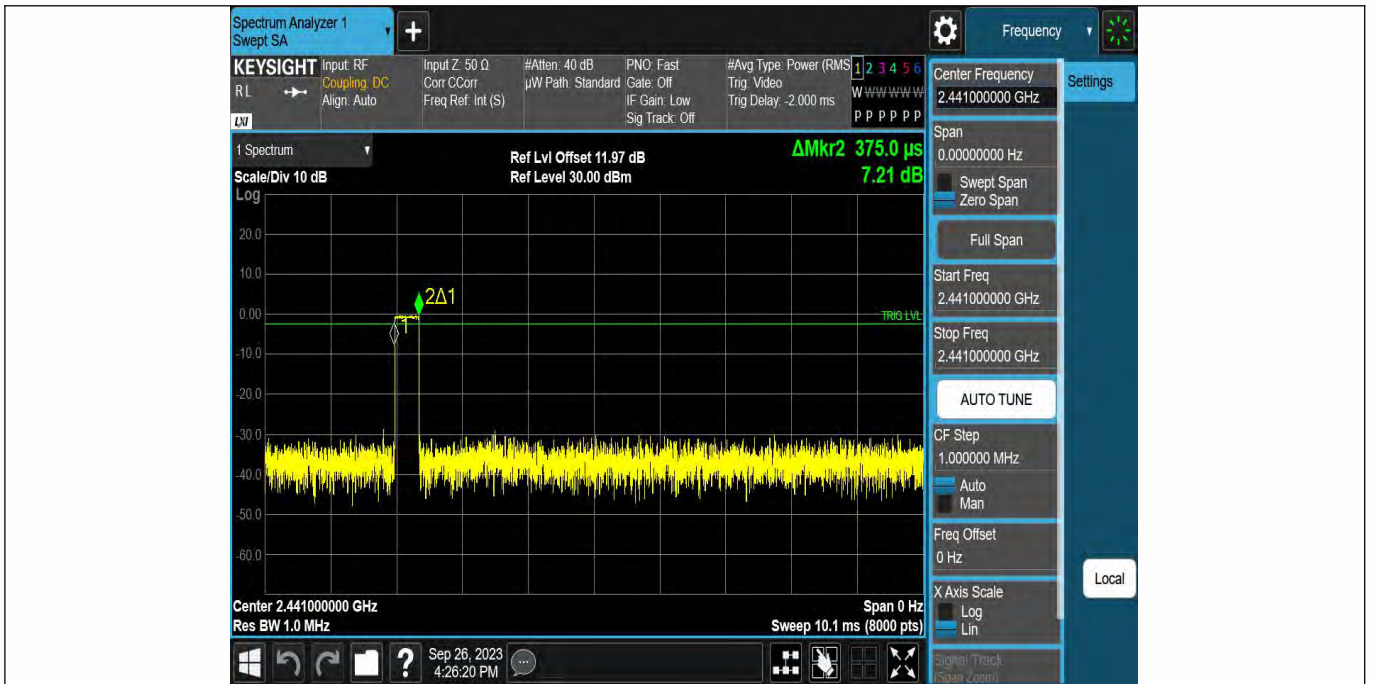 Spectrum Analyzer 1
Swept SA
+
Frequency
KEYSIGHT
RL
LXI
Input: RF
Coupling: DC
Align: Auto
Input Z: 50 Ω
Corr CCorr
Freq Ref: Int (S)
#Atten: 40 dB
µW Path: Standard
PNO: Fast
Gate: Off
IF Gain: Low
Sig Track: Off
#Avg Type: Power (RMS
Trig: Video
Trig Delay: -2.000 ms
1 2 3 4 5 6
W W W W W W
P P P P P P
1 Spectrum
Scale/Div 10 dB
Ref Lvl Offset 11.97 dB
Ref Level 30.00 dBm
ΔMkr2 375.0 µs
7.21 dB
Log
20.0
10.0
0.00
-10.0
-20.0
-30.0
-40.0
-50.0
-60.0
2Δ1
1
TRIG LVL
Center 2.441000000 GHz
Res BW 1.0 MHz
Span 0 Hz
Sweep 10.1 ms (8000 pts)
Center Frequency
2.441000000 GHz
Settings
Span
0.00000000 Hz
Swept Span
Zero Span
Full Span
Start Freq
2.441000000 GHz
Stop Freq
2.441000000 GHz
AUTO TUNE
CF Step
1.000000 MHz
Auto
Man
Freq Offset
0 Hz
X Axis Scale
Log
Lin
Signal Track
(Span Zoom)
Local
?
Sep 26, 2023
4:26:20 PM